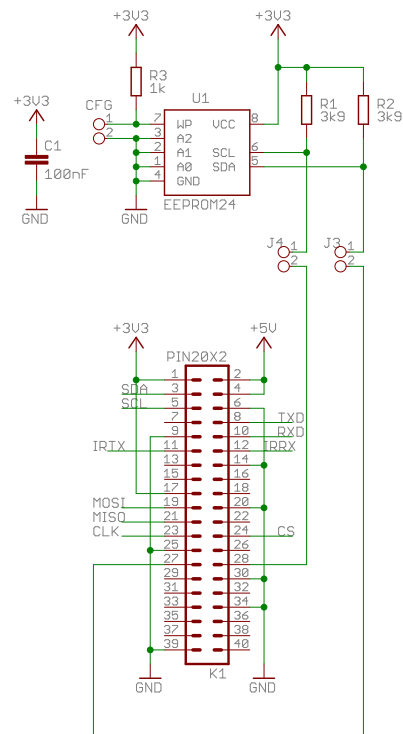 +3V3
+3V3
R3
1k
U1
+3V3
CFG
1
2
7 WP VCC 8
3 A2
2 A1 SCL 6
1 A0 SDA 5
4 GND
EEPROM24
R1
3k9
R2
3k9
C1
100nF
GND
GND
J4 1
2
J3 1
2
+3V3
+5V
PIN20X2
1 2
SDA 3 4
SCL 5 6
7 8 TXD
9 10 RXD
IRTX 11 12 IRRX
13 14
15 16
17 18
MOSI 19 20
MISO 21 22
CLK 23 24 CS
25 26
27 28
29 30
31 32
33 34
35 36
37 38
39 40
K1
GND
GND